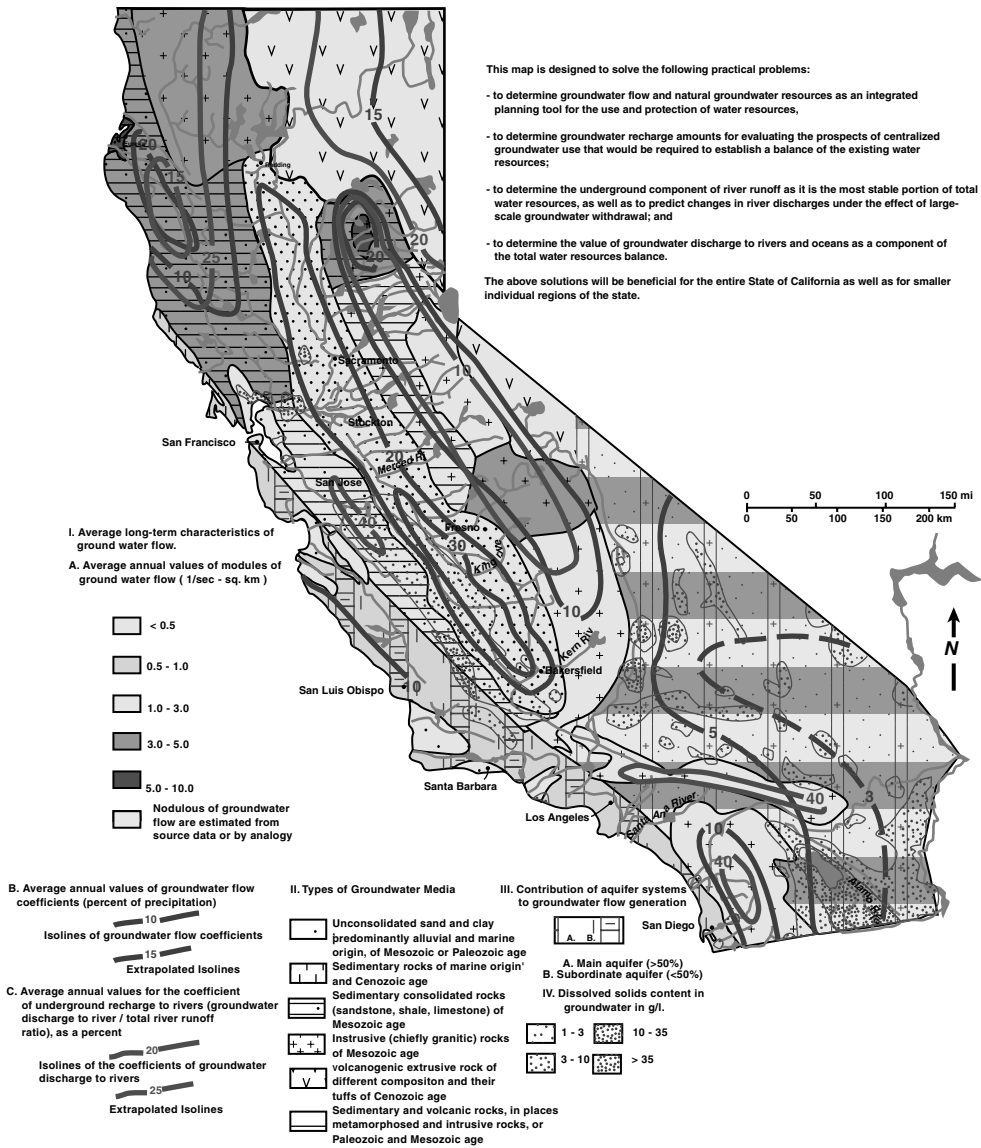 This map is designed to solve the following practical problems:
- to determine groundwater flow and natural groundwater resources as an integrated
planning tool for the use and protection of water resources,
- to determine groundwater recharge amounts for evaluating the prospects of centralized
groundwater use that would be required to establish a balance of the existing water
resources;
- to determine the underground component of river runoff as it is the most stable portion of total
water resources, as well as to predict changes in river discharges under the effect of large-
scale groundwater withdrawal; and
- to determine the value of groundwater discharge to rivers and oceans as a component of
the total water resources balance.
The above solutions will be beneficial for the entire State of California as well as for smaller
individual regions of the state.
15
20
Redding
15
20
25
20
10
Sacramento
10
Stockton
San Francisco
20
Merced Ri
San Jose
40
Fresno
30
10
Kern Riv
Bakersfield
San Luis Obispo
10
5
Santa Barbara
40
3
Los Angeles
Santa Ana River
10
40
San Diego
0 50 100 150 mi
0 50 100 150 200 km
N
I. Average long-term characteristics of
ground water flow.
A. Average annual values of modules of
ground water flow ( 1/sec - sq. km )
< 0.5
0.5 - 1.0
1.0 - 3.0
3.0 - 5.0
5.0 - 10.0
Nodulous of groundwater
flow are estimated from
source data or by analogy
B. Average annual values of groundwater flow
coefficients (percent of precipitation)
10
Isolines of groundwater flow coefficients
15
Extrapolated Isolines
C. Average annual values for the coefficient
of underground recharge to rivers (groundwater
discharge to river / total river runoff
ratio), as a percent
20
Isolines of the coefficients of groundwater
discharge to rivers
25
Extrapolated Isolines
II. Types of Groundwater Media
Unconsolidated sand and clay
predominantly alluvial and marine
origin, of Mesozoic or Paleozoic age
Sedimentary rocks of marine origin'
and Cenozoic age
Sedimentary consolidated rocks
(sandstone, shale, limestone) of
Mesozoic age
Instrusive (chiefly granitic) rocks
of Mesozoic age
volcanogenic extrusive rock of
different compositon and their
tuffs of Cenozoic age
Sedimentary and volcanic rocks, in places
metamorphosed and intrusive rocks, or
Paleozoic and Mesozoic age
III. Contribution of aquifer systems
to groundwater flow generation
A. B.
A. Main aquifer (>50%)
B. Subordinate aquifer (<50%)
IV. Dissolved solids content in
groundwater in g/l.
1 - 3
10 - 35
3 - 10
> 35